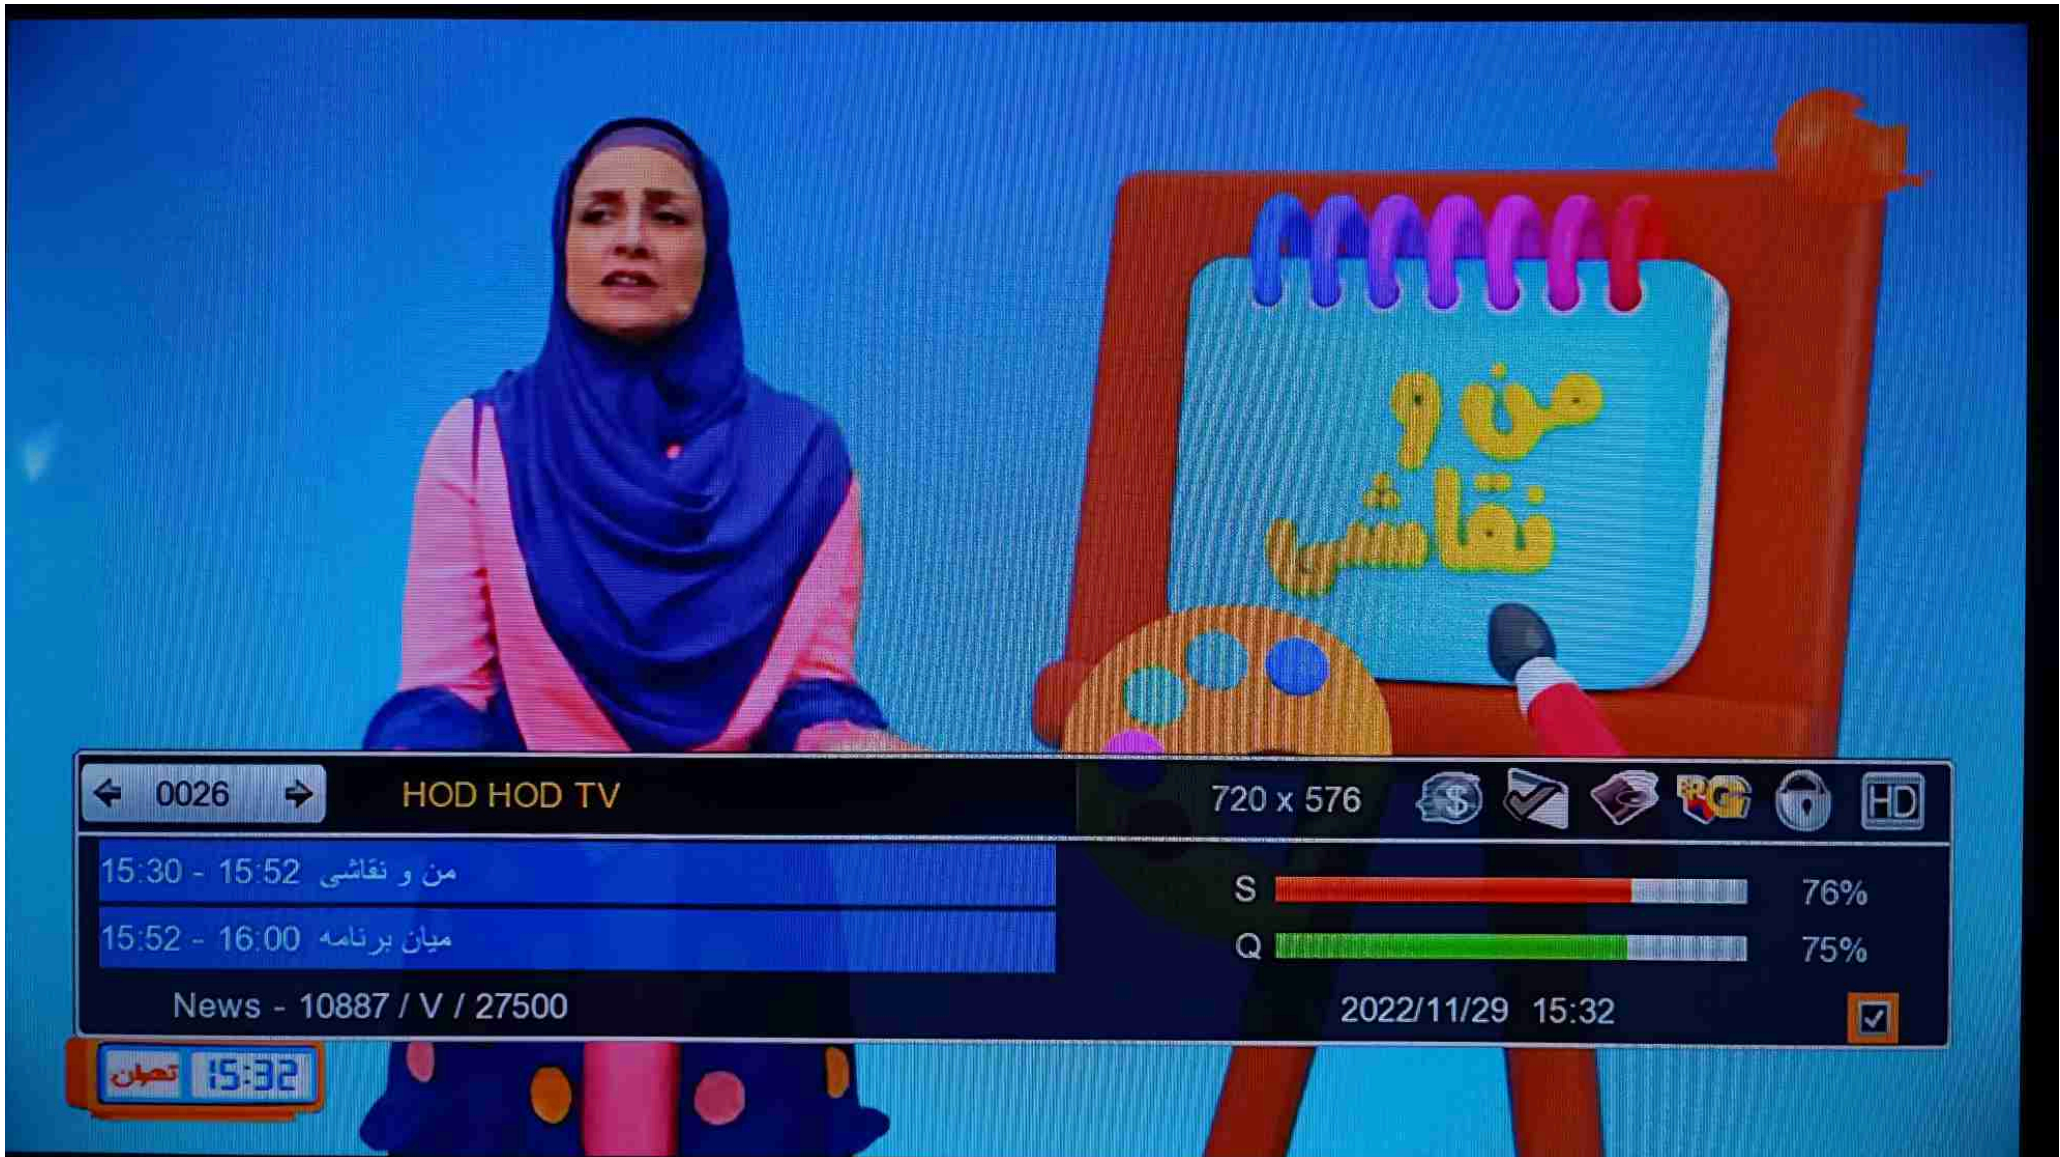 من و
نقاشی
0026 HOD HOD TV 720 x 576 EPG HD
15:30 - 15:52 من و نقاشی
S 76%
15:52 - 16:00 میان برنامه
Q 75%
News - 10887 / V / 27500 2022/11/29 15:32
تهران 15:32